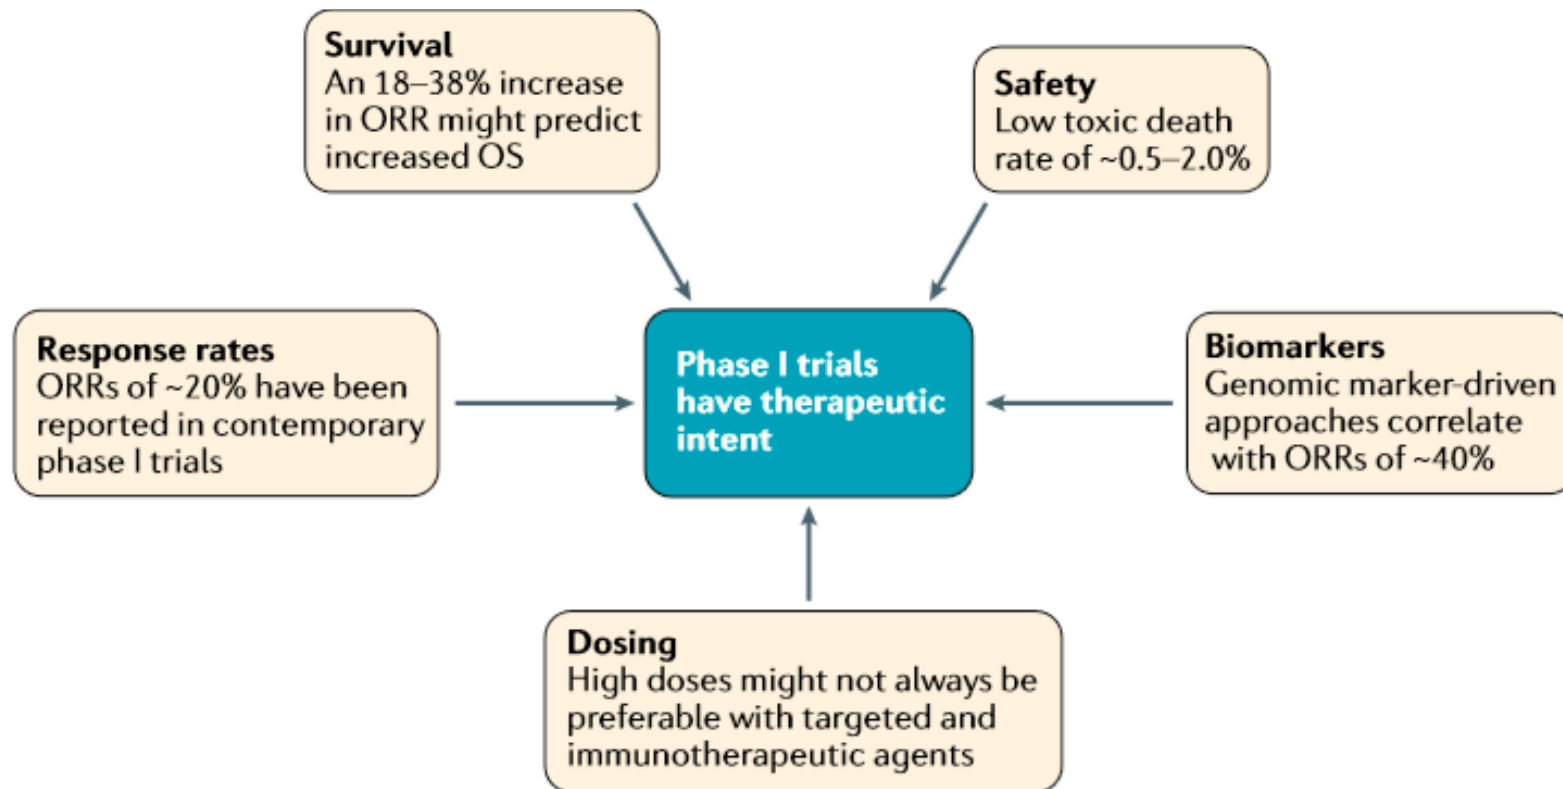 Survival
An 18–38% increase
in ORR might predict
increased OS
Safety
Low toxic death
rate of ~0.5–2.0%
Response rates
ORRs of ~20% have been
reported in contemporary
phase I trials
Phase I trials
have therapeutic
intent
Biomarkers
Genomic marker-driven
approaches correlate
with ORRs of ~40%
Dosing
High doses might not always be
preferable with targeted and
immunotherapeutic agents